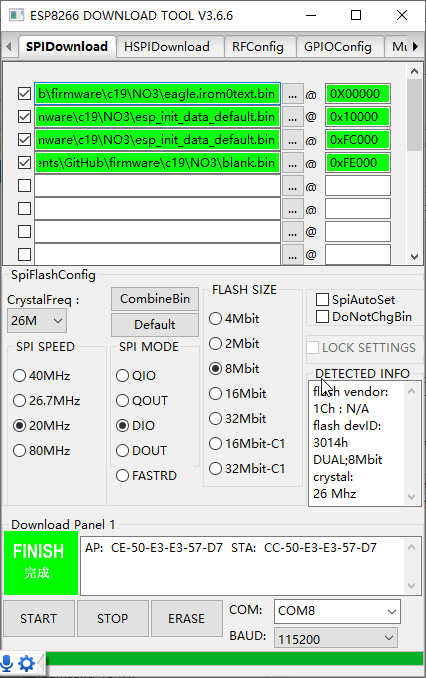 ESP8266 DOWNLOAD TOOL V3.6.6
SPIDownload HSPIDownload RFConfig GPIOConfig Mu
b\firmware\c19\NO3\eagle.irom0text.bin ... @ 0X00000
nware\c19\NO3\esp_init_data_default.bin ... @ 0x10000
nware\c19\NO3\esp_init_data_default.bin ... @ 0xFC000
ents\GitHub\firmware\c19\NO3\blank.bin ... @ 0xFE000
... @
... @
... @
... @
SpiFlashConfig
CrystalFreq :
26M
CombineBin
Default
SPI SPEED
40MHz
26.7MHz
20MHz
80MHz
SPI MODE
QIO
QOUT
DIO
DOUT
FASTRD
FLASH SIZE
4Mbit
2Mbit
8Mbit
16Mbit
32Mbit
16Mbit-C1
32Mbit-C1
SpiAutoSet
DoNotChgBin
LOCK SETTINGS
DETECTED INFO
flash vendor:
1Ch : N/A
flash devID:
3014h
DUAL;8Mbit
crystal:
26 Mhz
Download Panel 1
FINISH
完成
AP: CE-50-E3-E3-57-D7 STA: CC-50-E3-E3-57-D7
START STOP ERASE
COM: COM8
BAUD: 115200